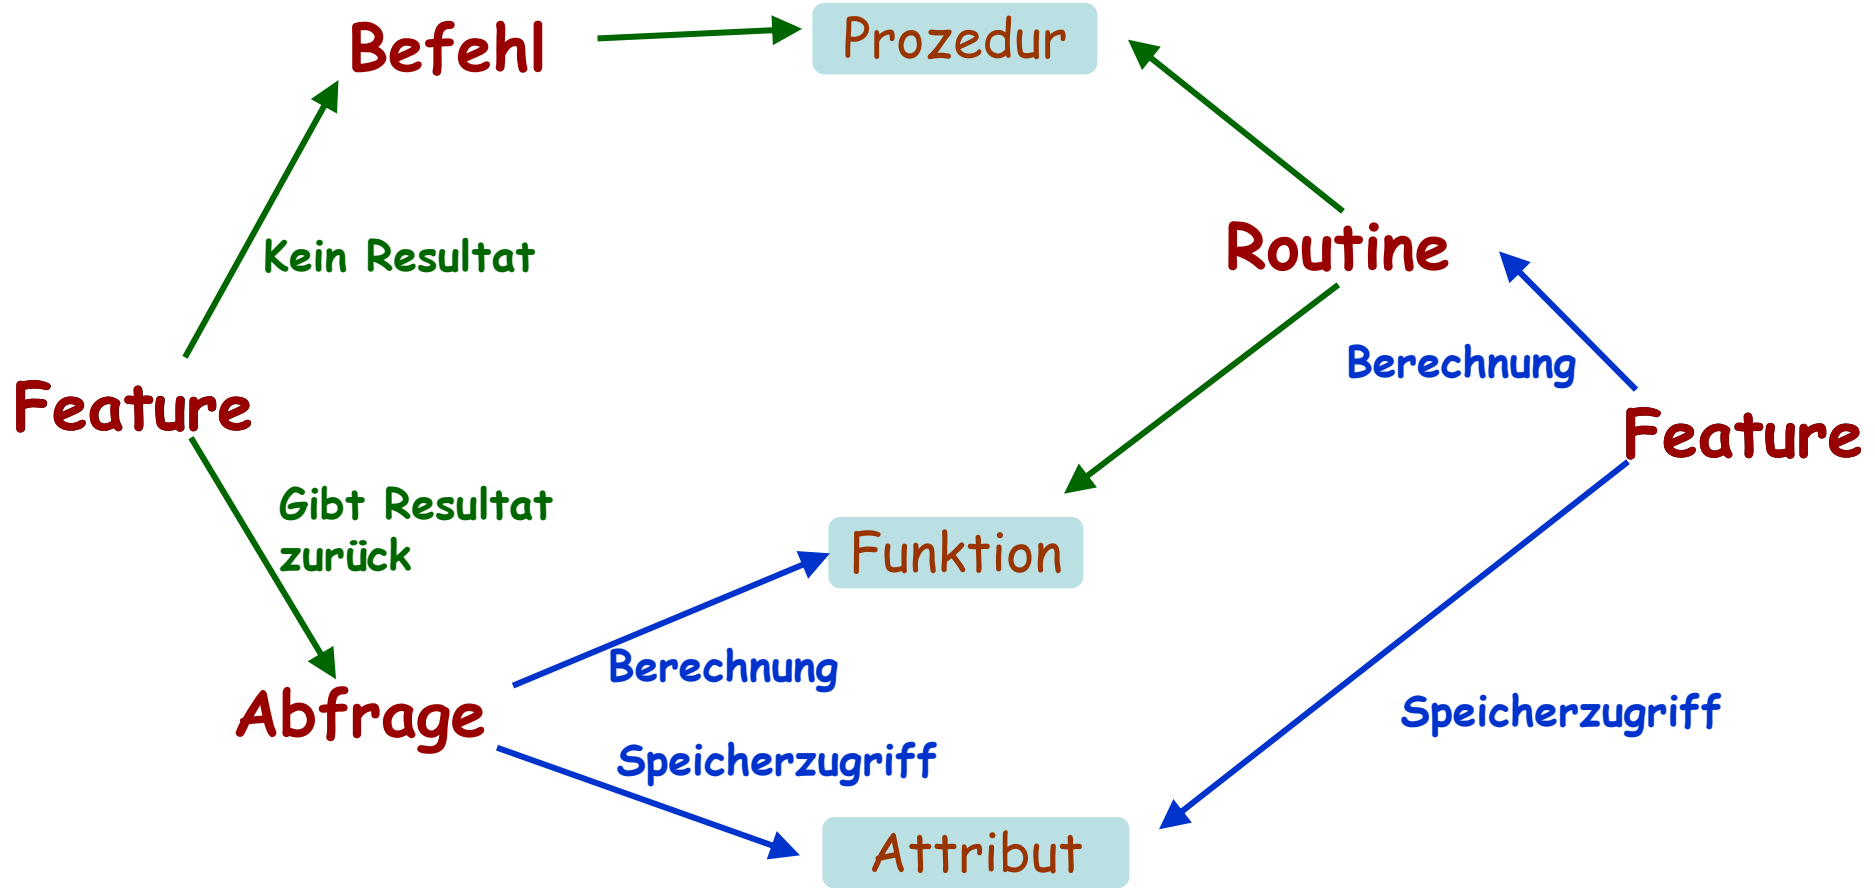 Befehl
Prozedur
Routine
Kein Resultat
Berechnung
Feature
Feature
Gibt Resultat
zurück
Funktion
Berechnung
Abfrage
Speicherzugriff
Speicherzugriff
Attribut